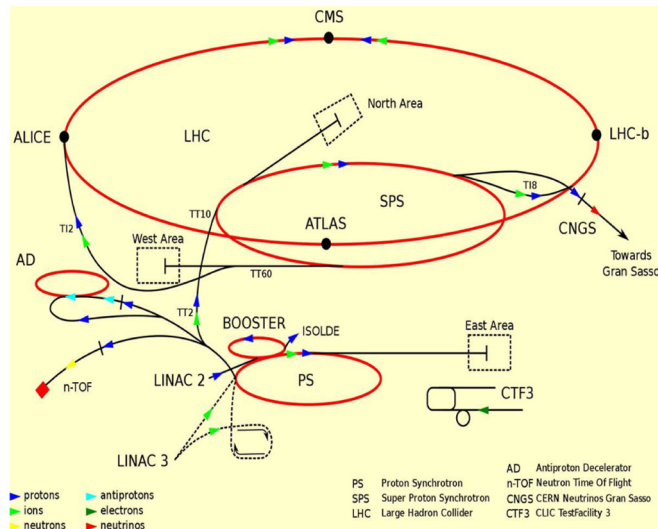 CMS
North Area
ALICE
LHC
LHC-b
TI8
TT10
SPS
TI2
ATLAS
CNGS
West Area
AD
TT60
Towards
Gran Sasso
TT2
BOOSTER
ISOLDE
East Area
LINAC 2
PS
n-TOF
CTF3
LINAC 3
protons
ions
neutrons
antiprotons
electrons
neutrinos
PS Proton Synchrotron
SPS Super Proton Synchrotron
LHC Large Hadron Collider
AD Antiproton Decelerator
n-TOF Neutron Time Of Flight
CNGS CERN Neutrinos Gran Sasso
CTF3 CLIC TestFacility 3